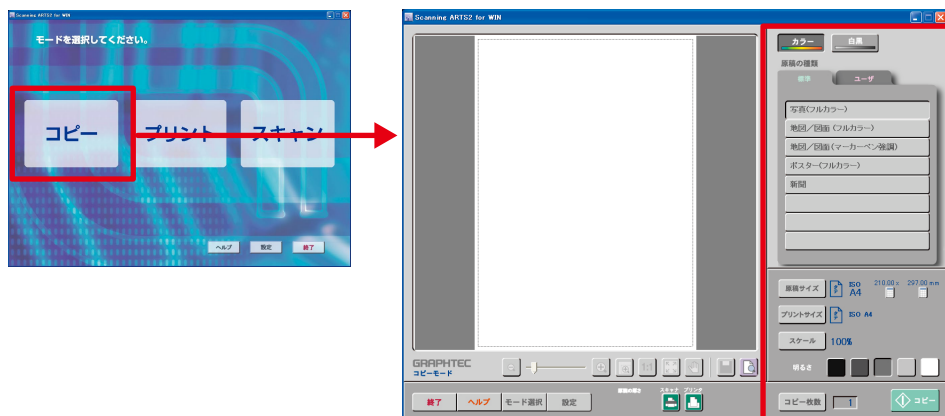 Scanning ARTS2 for WIN
モードを選択してください。
コピー
プリント
スキャン
ヘルプ
設定
終了
Scanning ARTS2 for WIN
カラー
白黒
原稿の種類
標準
ユーザ
写真(フルカラー)
地図／図面(フルカラー)
地図／図面(マーカーペン強調)
ポスター(フルカラー)
新聞
原稿サイズ
ISO A4
210.00 x 297.00 mm
プリントサイズ
ISO A4
スケール
100%
明るさ
GRAPHTEC
コピーモード
1:1
終了
ヘルプ
モード選択
設定
スキャナ
プリンタ
コピー枚数
1
コピー